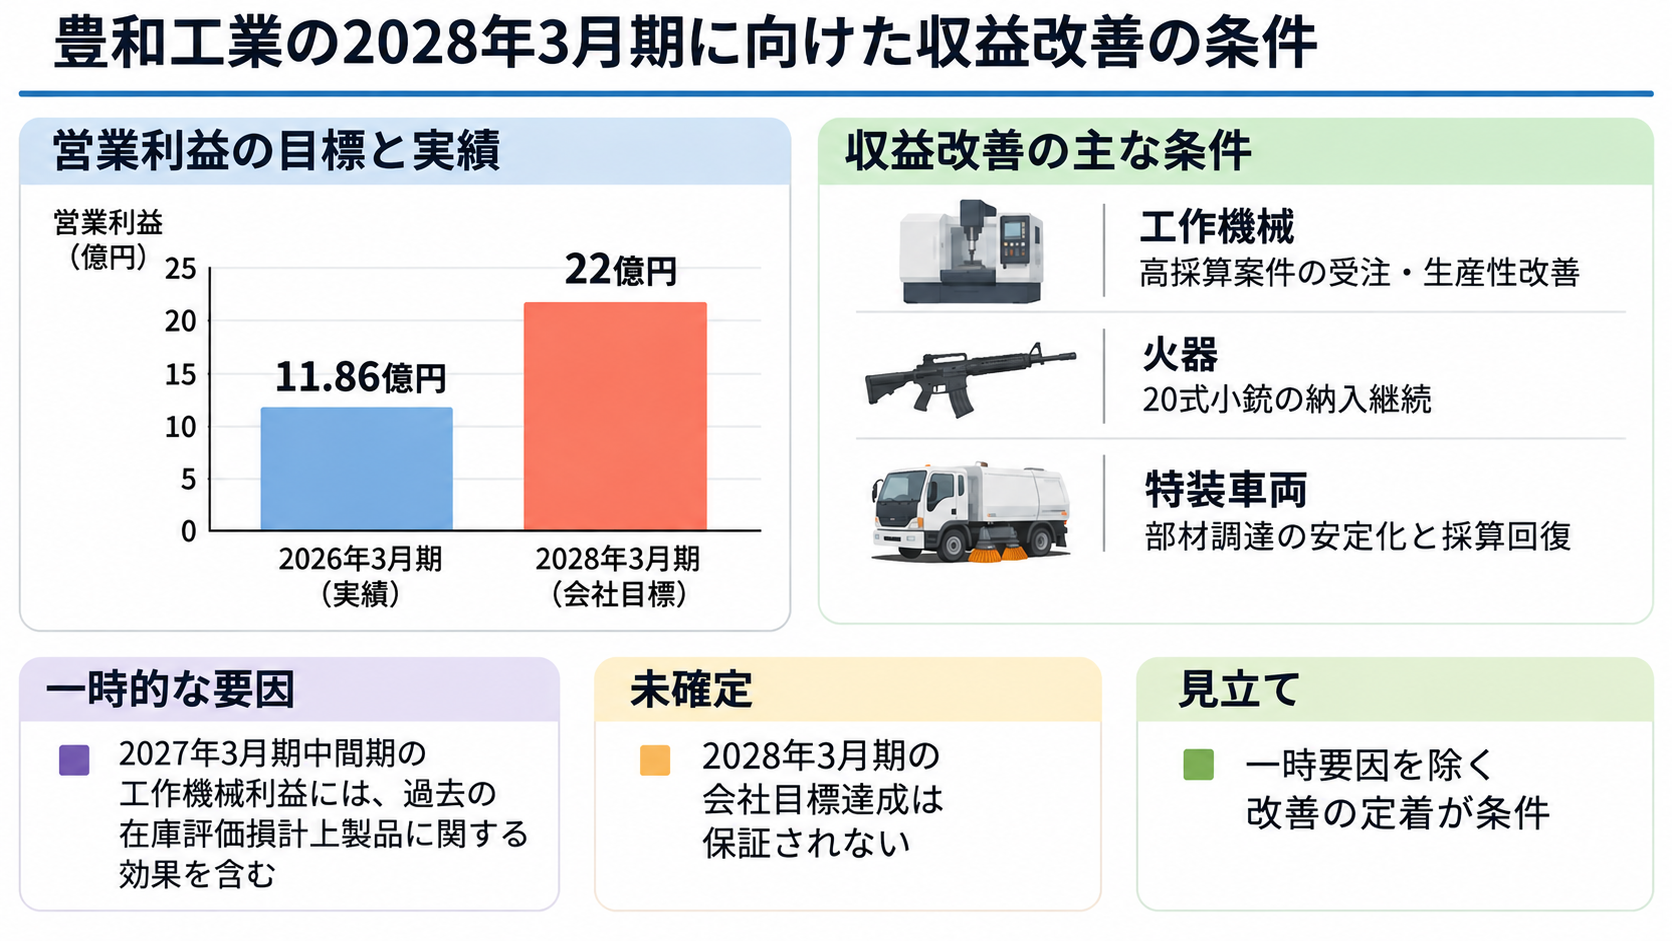 豊和工業の2028年3月期に向けた収益改善の条件
営業利益の目標と実績
営業利益
（億円）
25
20
15
10
5
0
11.86億円
22億円
2026年3月期
（実績）
2028年3月期
（会社目標）
収益改善の主な条件
工作機械
高採算案件の受注・生産性改善
火器
20式小銃の納入継続
特装車両
部材調達の安定化と採算回復
一時的な要因
2027年3月期中間期の
工作機械利益には、過去の
在庫評価損計上製品に関する
効果を含む
未確定
2028年3月期の
会社目標達成は
保証されない
見立て
一時要因を除く
改善の定着が条件